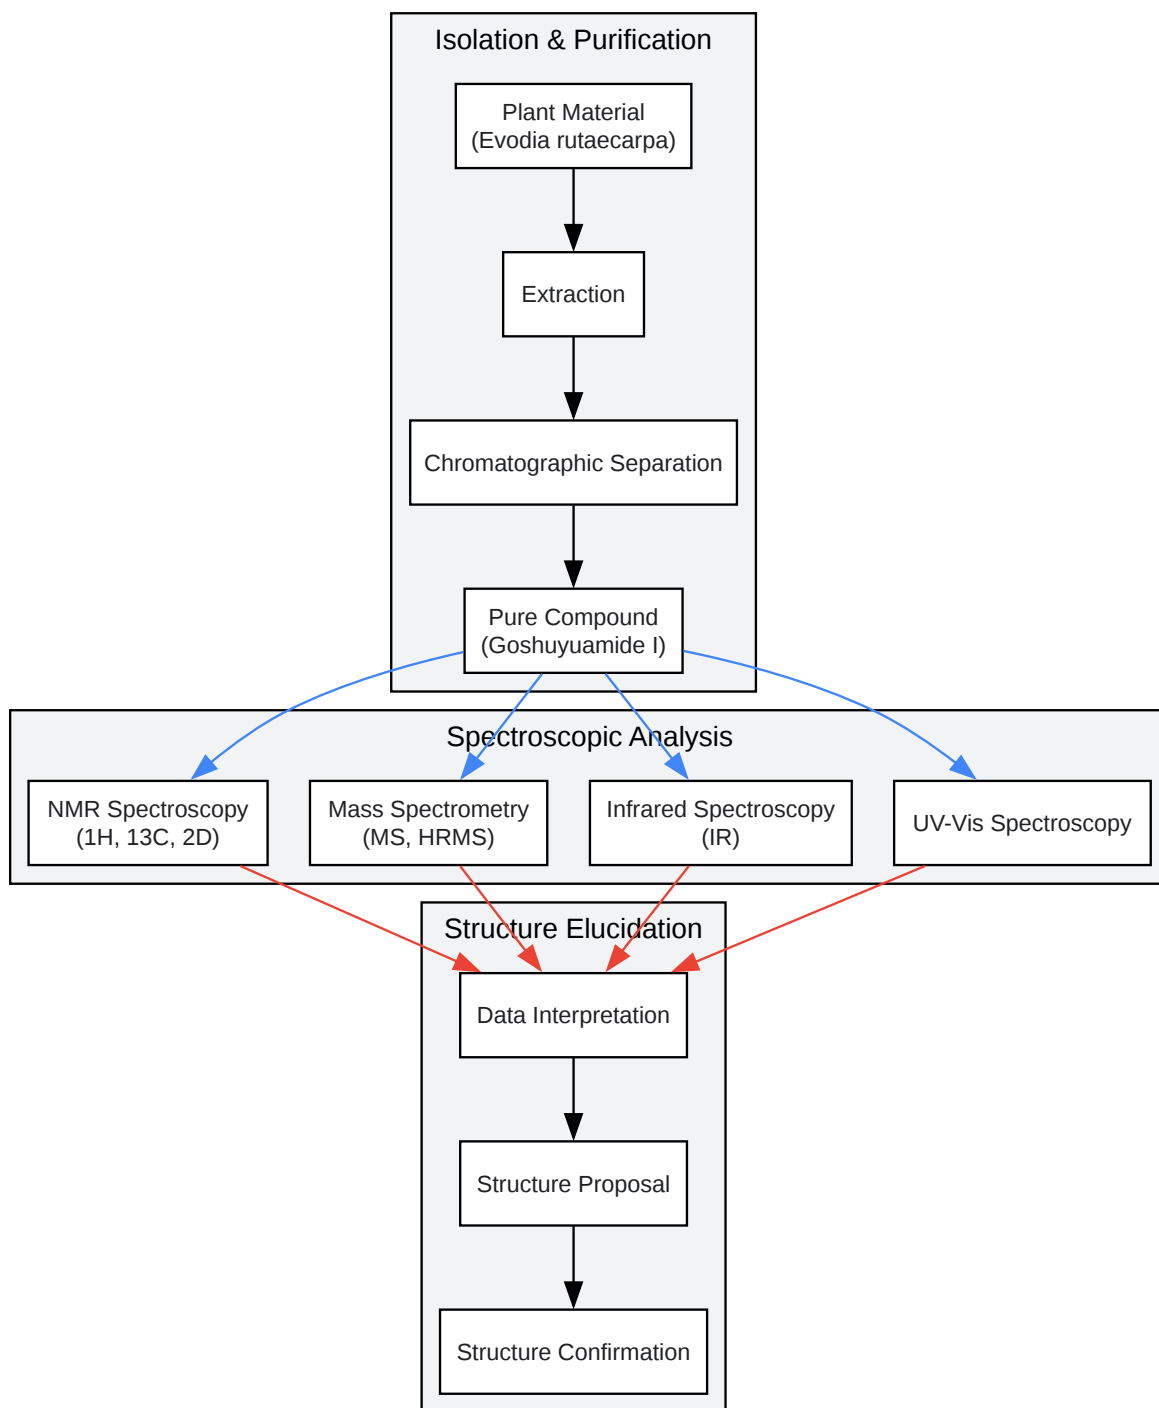 Isolation & Purification
Plant Material
(Evodia rutaecarpa)
Extraction
Chromatographic Separation
Pure Compound
(Goshuyuamide I)
Spectroscopic Analysis
NMR Spectroscopy
(1H, 13C, 2D)
Mass Spectrometry
(MS, HRMS)
Infrared Spectroscopy
(IR)
UV-Vis Spectroscopy
Structure Elucidation
Data Interpretation
Structure Proposal
Structure Confirmation